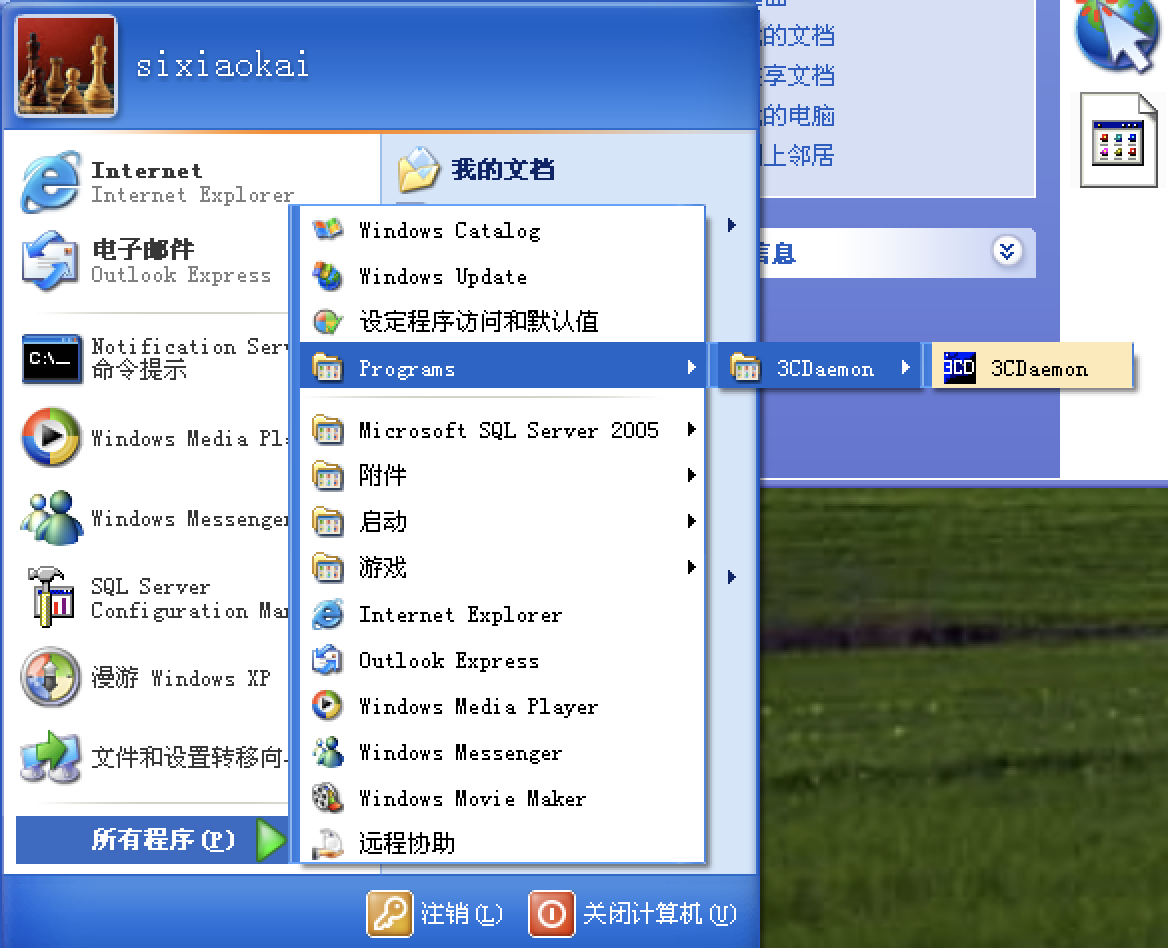 sixiaokai
的文档
享文档
的电脑
上邻居
Internet
Internet Explorer
我的文档
电子邮件
Outlook Express
Windows Catalog
Windows Update
设定程序访问和默认值
息
C:\_
Notification
命令提示
Programs
3CDaemon
3CD
3CDaemon
Windows Media
Microsoft SQL Server 2005
附件
Windows Messenger
启动
游戏
SQL Server
Configuration
Internet Explorer
Outlook Express
漫游 Windows XP
Windows Media Player
文件和设置转移向
Windows Messenger
Windows Movie Maker
所有程序(P)
远程协助
注销(L)
关闭计算机(U)